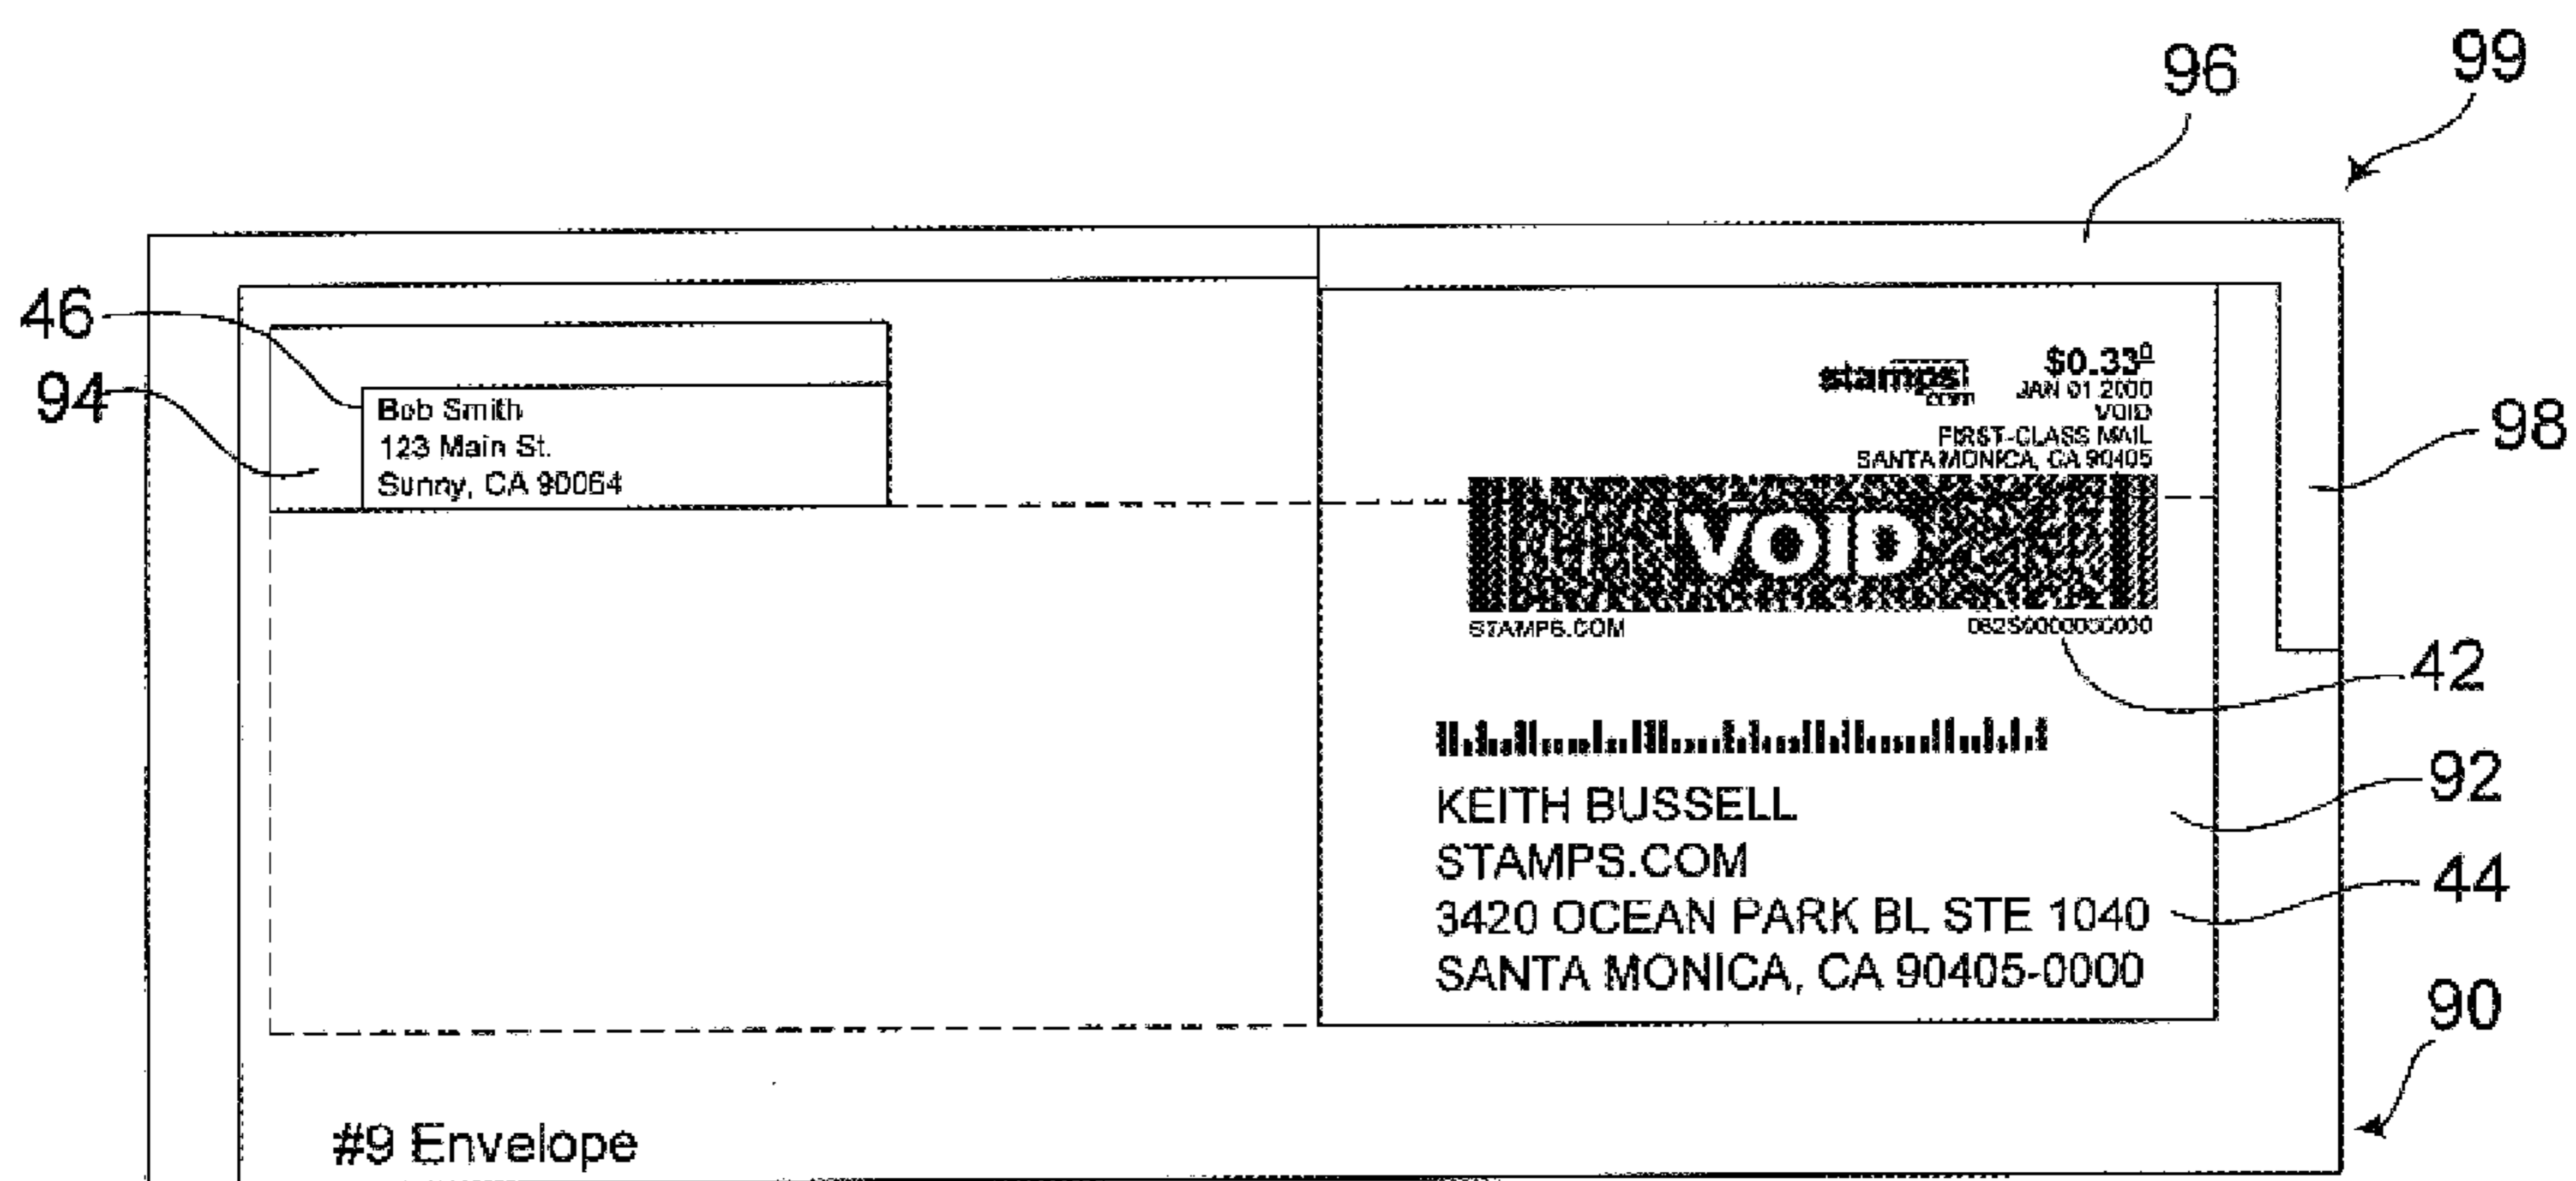 99
96
46
94
98
Bob Smith
123 Main St.
Sunny, CA 90064
stamps.com
$0.33⁰
JAN 01 2000
VOID
FIRST-CLASS MAIL
SANTA MONICA, CA 90405
VOID
STAMPS.COM
062S0000000000
42
92
KEITH BUSSELL
STAMPS.COM
3420 OCEAN PARK BL STE 1040
44
SANTA MONICA, CA 90405-0000
90
#9 Envelope